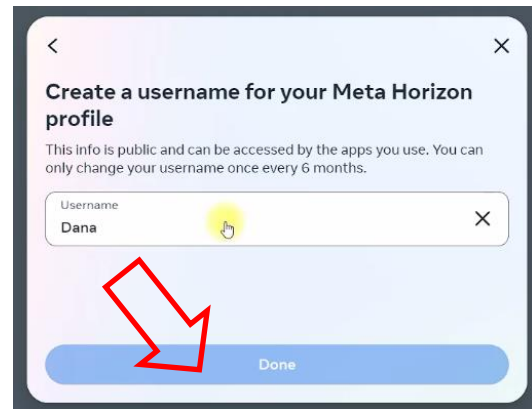 Create a username for your Meta Horizon
profile
This info is public and can be accessed by the apps you use. You can
only change your username once every 6 months.
Username
Dana
Done